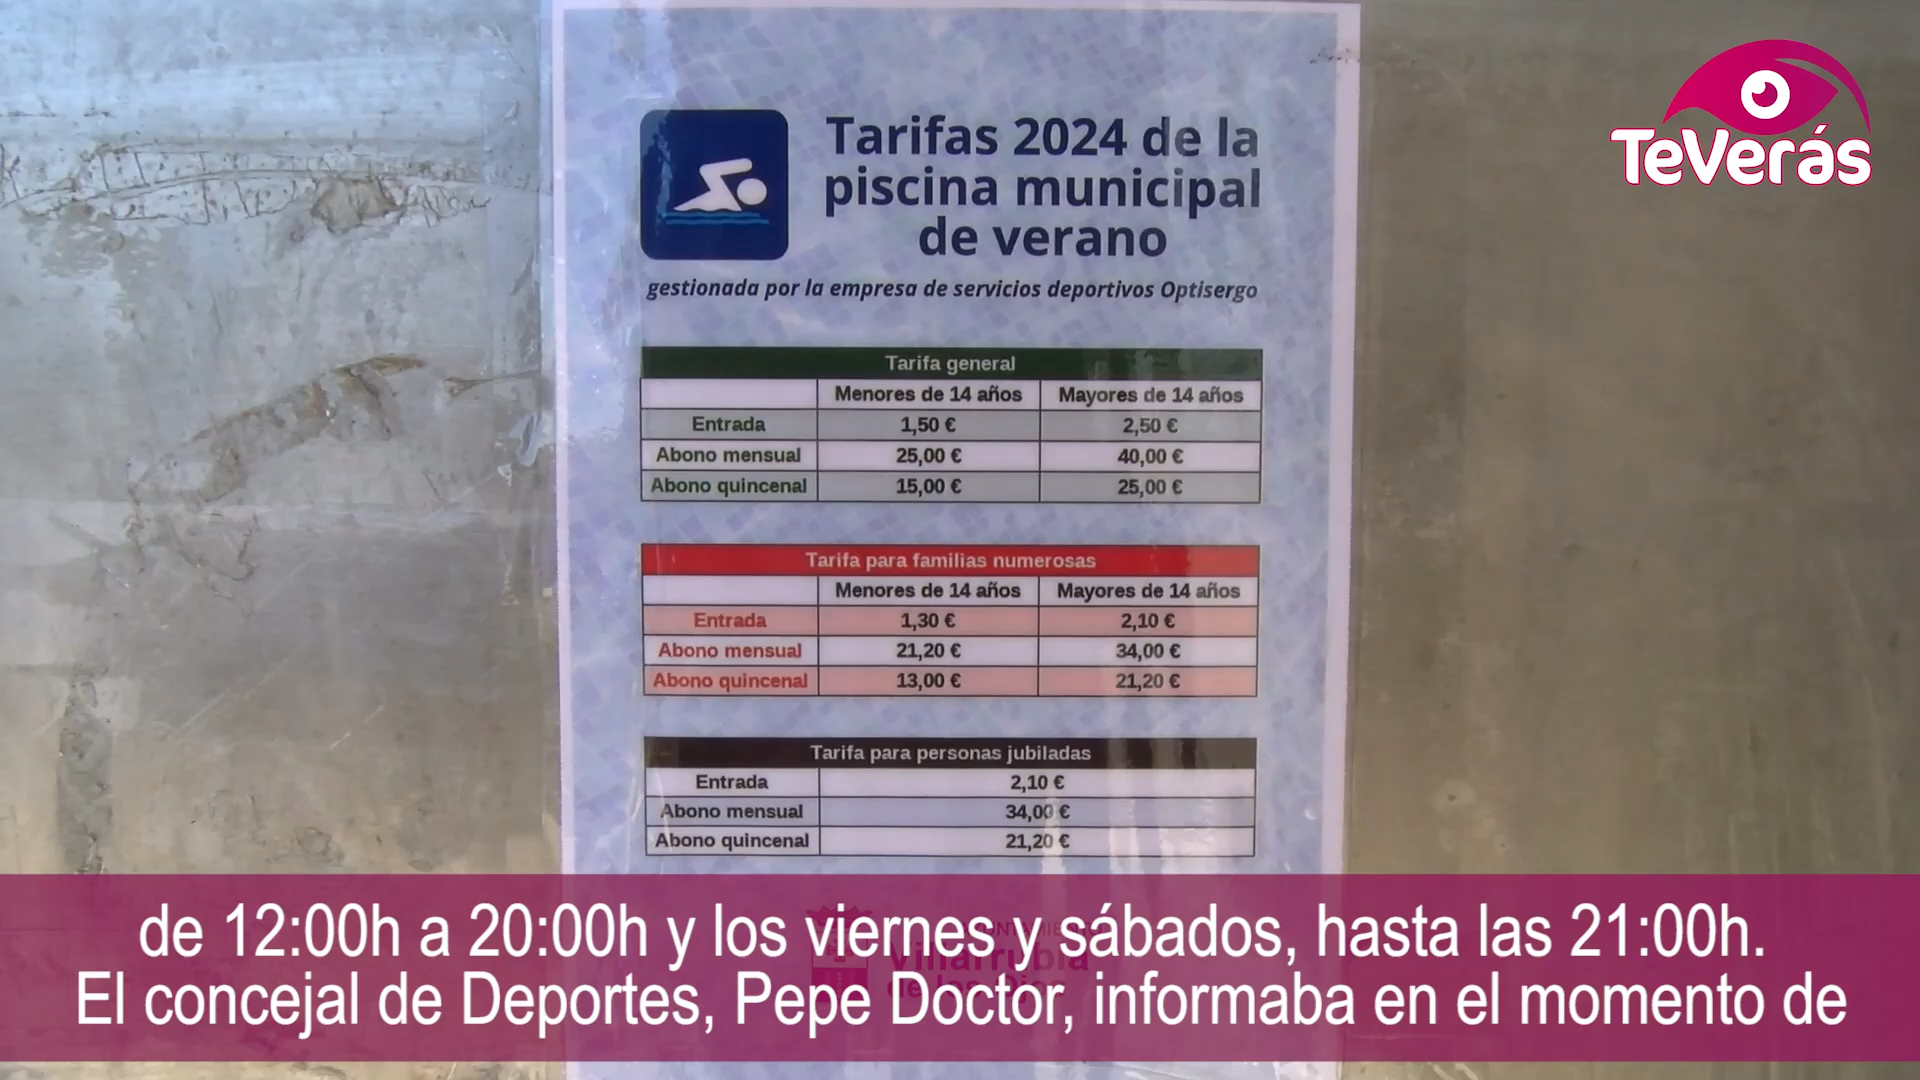 TeVerás
Tarifas 2024 de la
piscina municipal
de verano
gestionada por la empresa de servicios deportivos Optisergo
Tarifa general
Menores de 14 años Mayores de 14 años
Entrada 1,50 € 2,50 €
Abono mensual 25,00 € 40,00 €
Abono quincenal 15,00 € 25,00 €
Tarifa para familias numerosas
Menores de 14 años Mayores de 14 años
Entrada 1,30 € 2,10 €
Abono mensual 21,20 € 34,00 €
Abono quincenal 13,00 € 21,20 €
Tarifa para personas jubiladas
Entrada 2,10 €
Abono mensual 34,00 €
Abono quincenal 21,20 €
de 12:00h a 20:00h y los viernes y sábados, hasta las 21:00h.
El concejal de Deportes, Pepe Doctor, informaba en el momento de